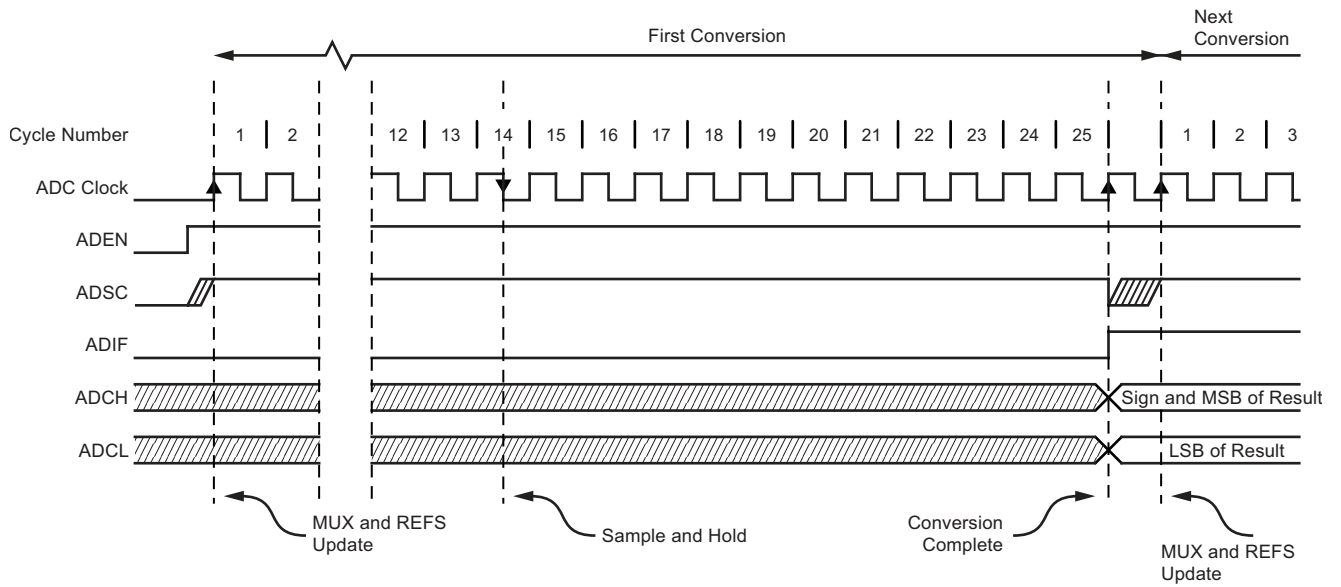 First Conversion
Next
Conversion
Cycle Number 1 2 12 13 14 15 16 17 18 19 20 21 22 23 24 25 1 2 3
ADC Clock
ADEN
ADSC
ADIF
ADCH Sign and MSB of Result
ADCL LSB of Result
MUX and REFS
Update
Sample and Hold
Conversion
Complete
MUX and REFS
Update